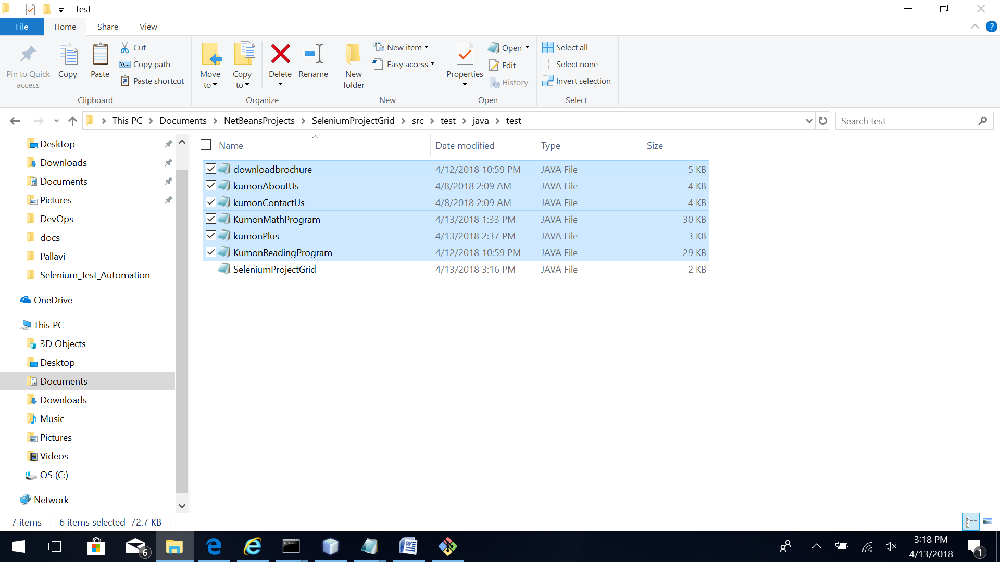 test
File Home Share View
Pin to Quick access
Copy
Paste
Cut
Copy path
Paste shortcut
Clipboard
Move to
Copy to
Delete
Rename
Organize
New folder
New item
Easy access
New
Properties
Open
Edit
History
Open
Select all
Select none
Invert selection
Select
This PC Documents NetBeansProjects SeleniumProjectGrid src test java test
Search test
Desktop
Downloads
Documents
Pictures
DevOps
docs
Pallavi
Selenium_Test_Automation
OneDrive
This PC
3D Objects
Desktop
Documents
Downloads
Music
Pictures
Videos
OS (C:)
Network
Name Date modified Type Size
downloadbrochure 4/12/2018 10:59 PM JAVA File 5 KB
kumonAboutUs 4/8/2018 2:09 AM JAVA File 4 KB
kumonContactUs 4/8/2018 2:09 AM JAVA File 4 KB
KumonMathProgram 4/13/2018 1:33 PM JAVA File 30 KB
kumonPlus 4/13/2018 2:37 PM JAVA File 3 KB
KumonReadingProgram 4/12/2018 10:59 PM JAVA File 29 KB
SeleniumProjectGrid 4/13/2018 3:16 PM JAVA File 2 KB
7 items 6 items selected 72.7 KB
6
3:18 PM
4/13/2018
1